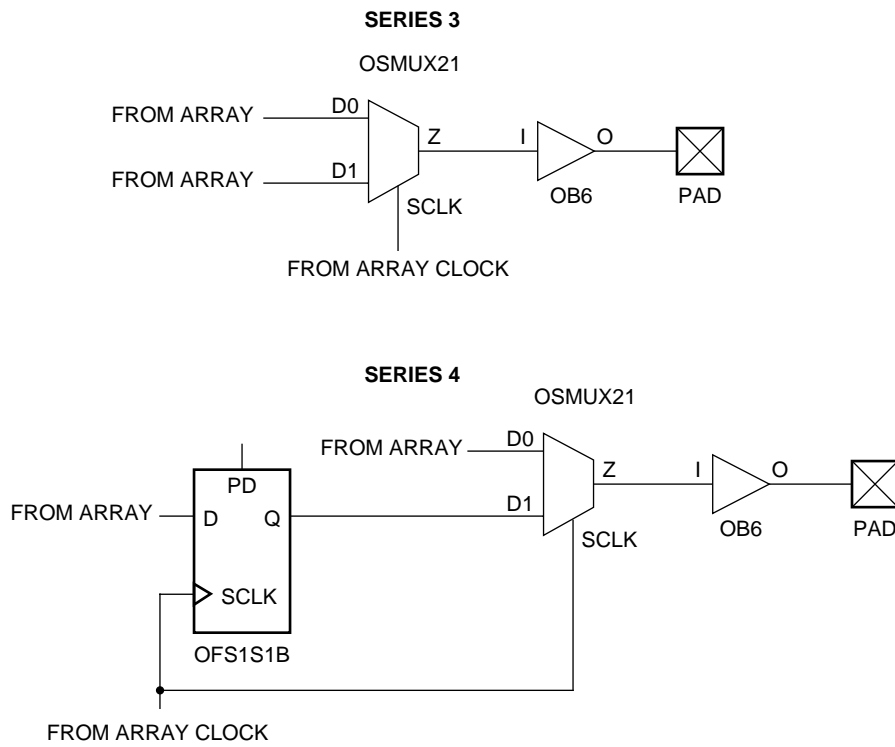 SERIES 3
OSMUX21
FROM ARRAY
D0
Z
I
O
FROM ARRAY
D1
OB6
PAD
SCLK
FROM ARRAY CLOCK
SERIES 4
OSMUX21
FROM ARRAY
D0
Z
I
O
PD
FROM ARRAY
D
Q
D1
OB6
PAD
SCLK
SCLK
OFS1S1B
FROM ARRAY CLOCK